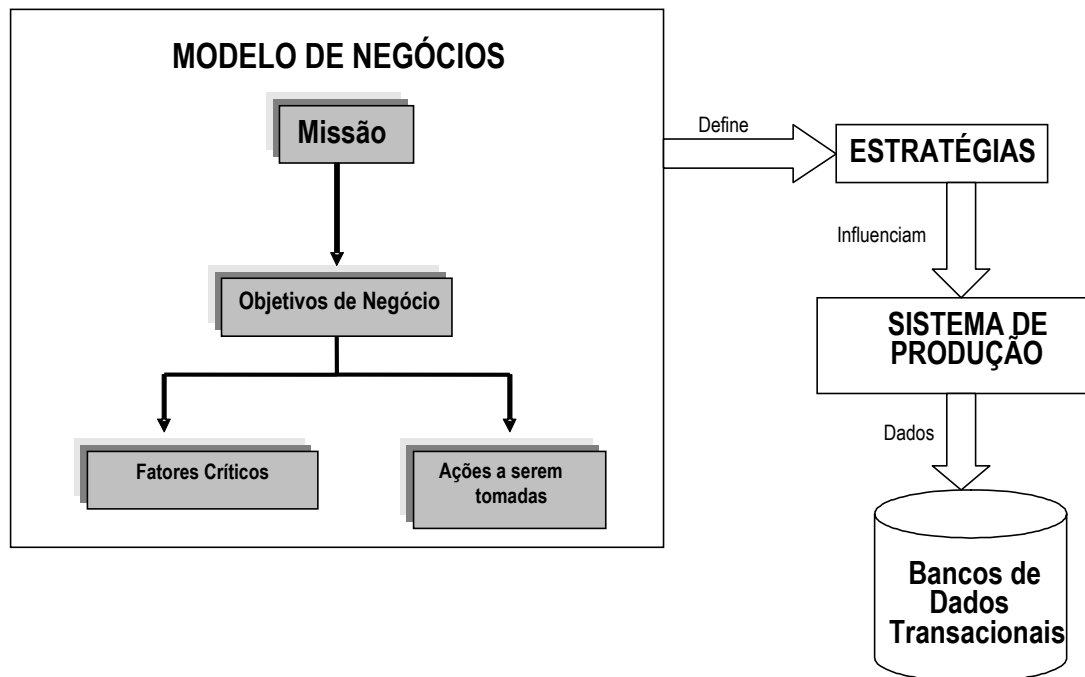 MODELO DE NEGÓCIOS
Missão
Objetivos de Negócio
Fatores Críticos
Ações a serem
tomadas
Define
ESTRATÉGIAS
Influenciam
SISTEMA DE
PRODUÇÃO
Dados
Bancos de
Dados
Transacionais